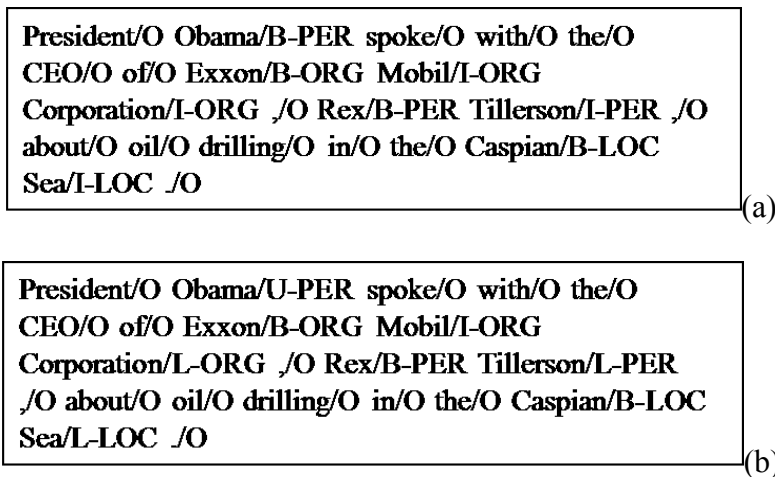 President/O Obama/B-PER spoke/O with/O the/O
CEO/O of/O Exxon/B-ORG Mobil/I-ORG
Corporation/I-ORG ,/O Rex/B-PER Tillerson/I-PER ,/O
about/O oil/O drilling/O in/O the/O Caspian/B-LOC
Sea/I-LOC ./O
(a)
President/O Obama/U-PER spoke/O with/O the/O
CEO/O of/O Exxon/B-ORG Mobil/I-ORG
Corporation/L-ORG ,/O Rex/B-PER Tillerson/L-PER
,/O about/O oil/O drilling/O in/O the/O Caspian/B-LOC
Sea/L-LOC ./O
(b)